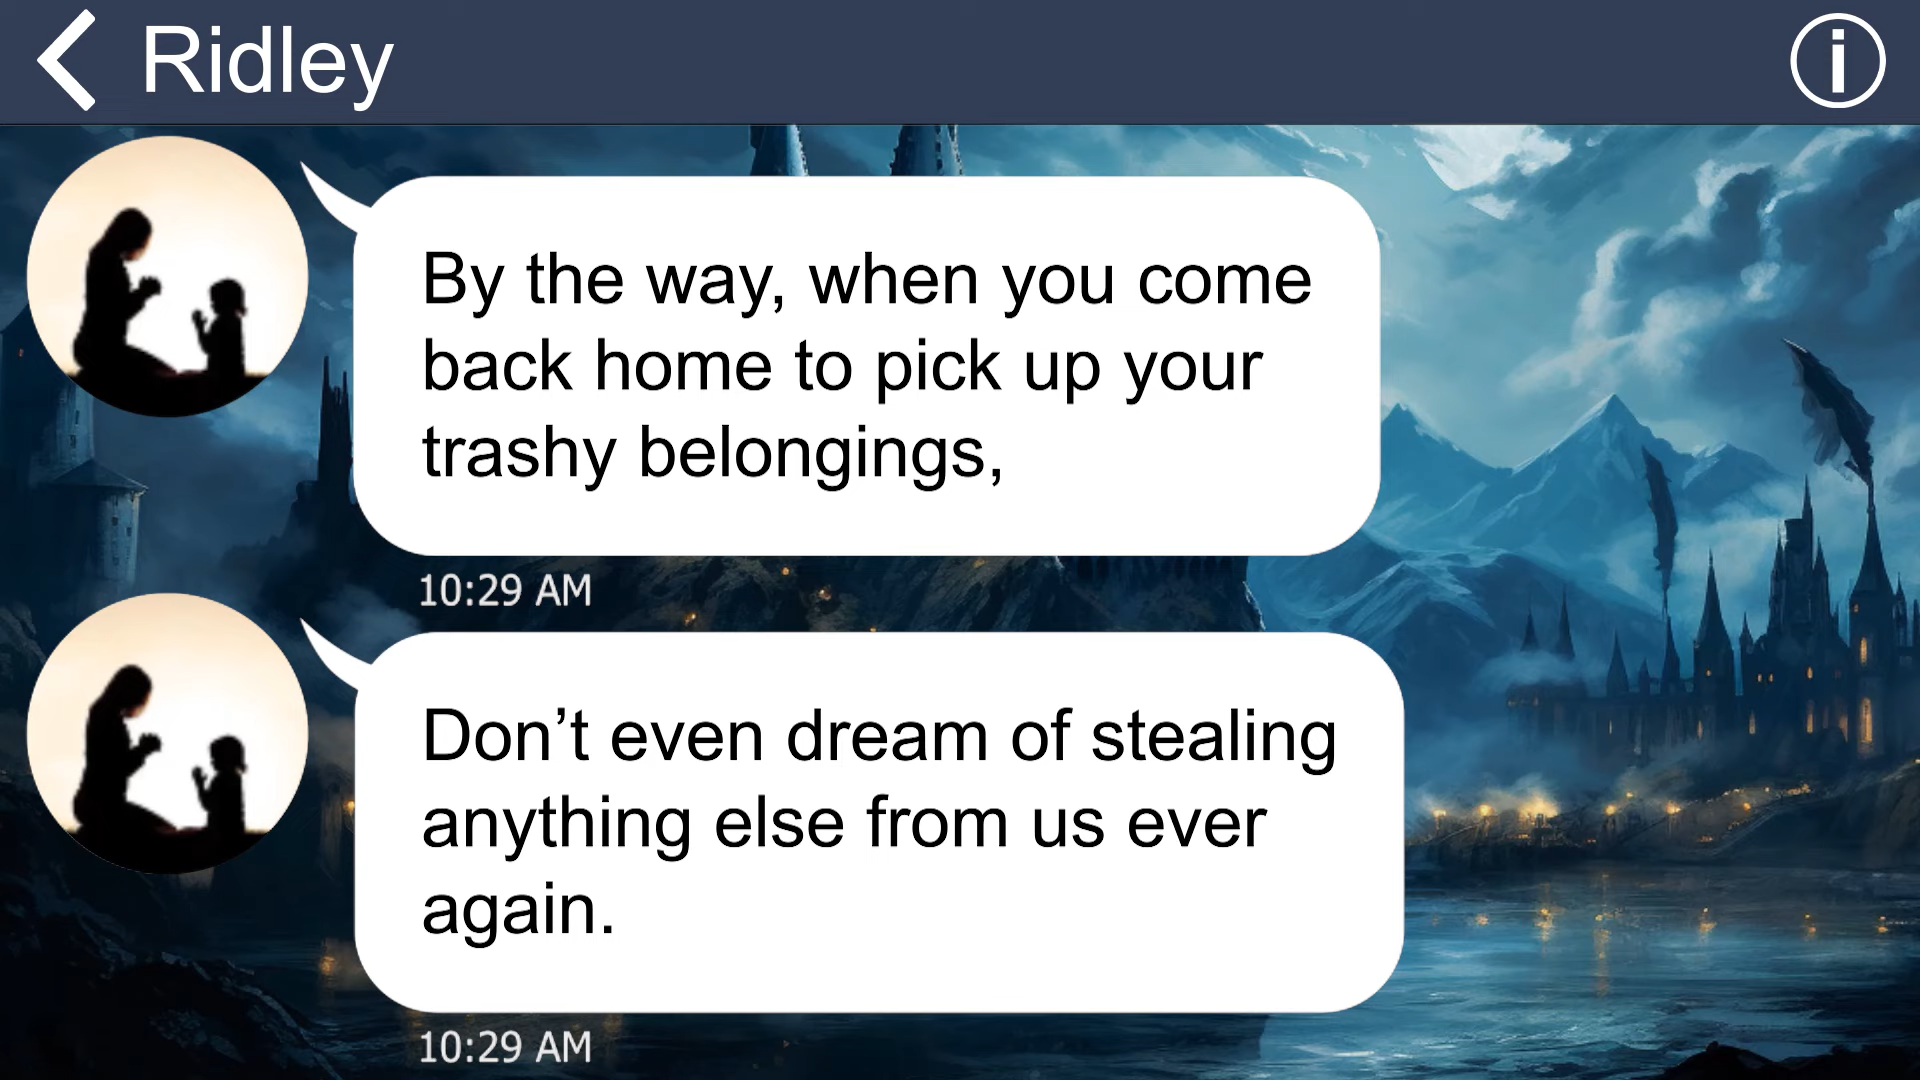 Ridley
By the way, when you come
back home to pick up your
trashy belongings,
10:29 AM
Don’t even dream of stealing
anything else from us ever
again.
10:29 AM